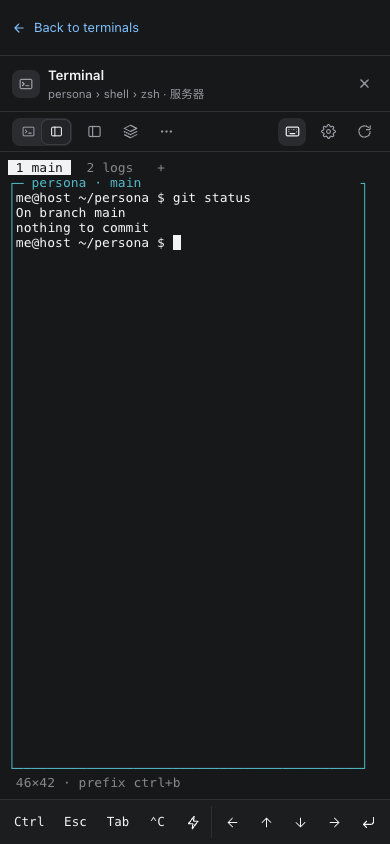 Back to terminals
Terminal
persona › shell › zsh · 服务器
1 main 2 logs +
persona · main
me@host ~/persona $ git status
On branch main
nothing to commit
me@host ~/persona $
46×42 · prefix ctrl+b
Ctrl Esc Tab ^C